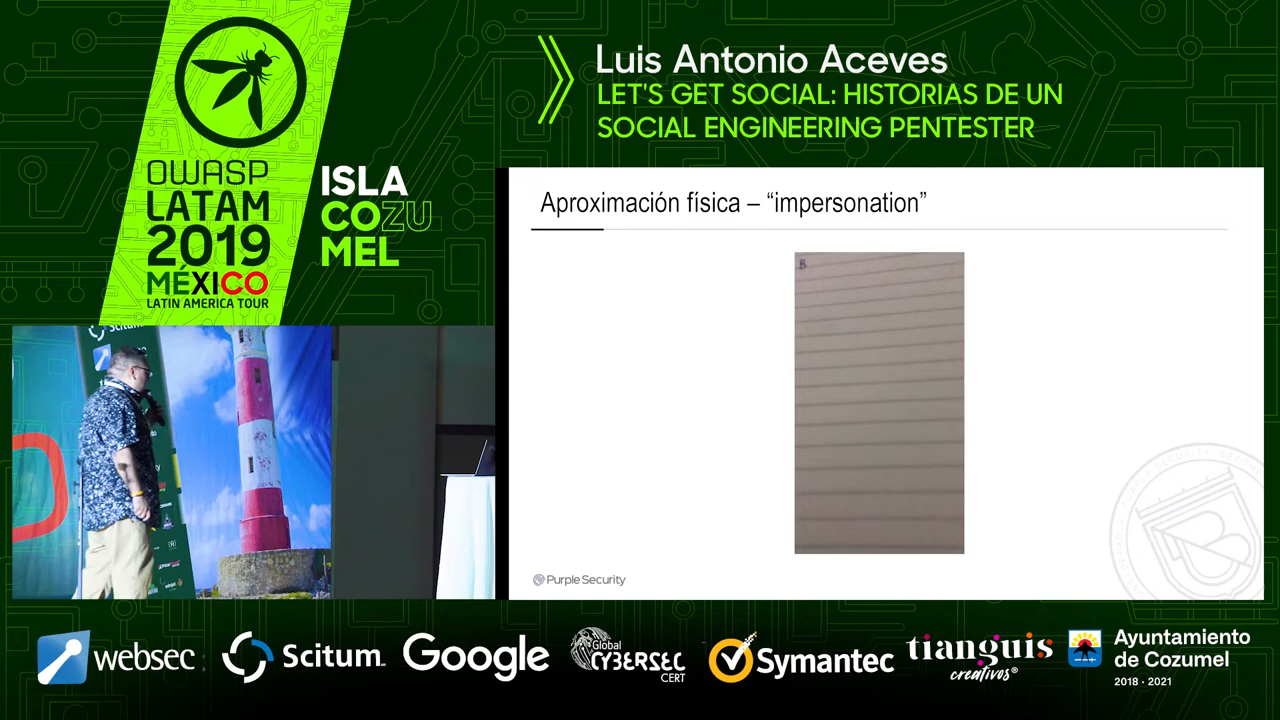 OWASP
LATAM
2019
MÉXICO
LATIN AMERICA TOUR
ISLA
COZU
MEL
Luis Antonio Aceves
LET'S GET SOCIAL: HISTORIAS DE UN
SOCIAL ENGINEERING PENTESTER
Scitum
Aproximación física – “impersonation”
B
Purple Security
websec
Scitum
Google
Global
CYBERSEC
CERT
Symantec
tianguis
creativos®
Ayuntamiento
de Cozumel
2018 · 2021